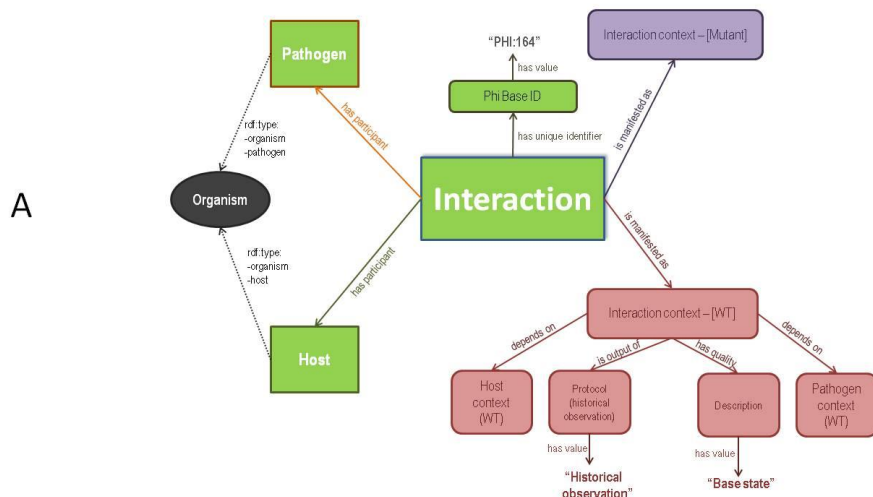 A
Pathogen
rdf:type:
-organism
-pathogen
Organism
rdf:type:
-organism
-host
Host
has participant
has participant
"PHI:164"
has value
Phi Base ID
has unique identifier
Interaction
Interaction context – [Mutant]
is manifested as
is manifested as
Interaction context – [WT]
depends on
is output of
has quality
depends on
Host
context
(WT)
Protocol
(historical
observation)
Description
Pathogen
context
(WT)
has value
has value
"Historical
observation"
"Base state"